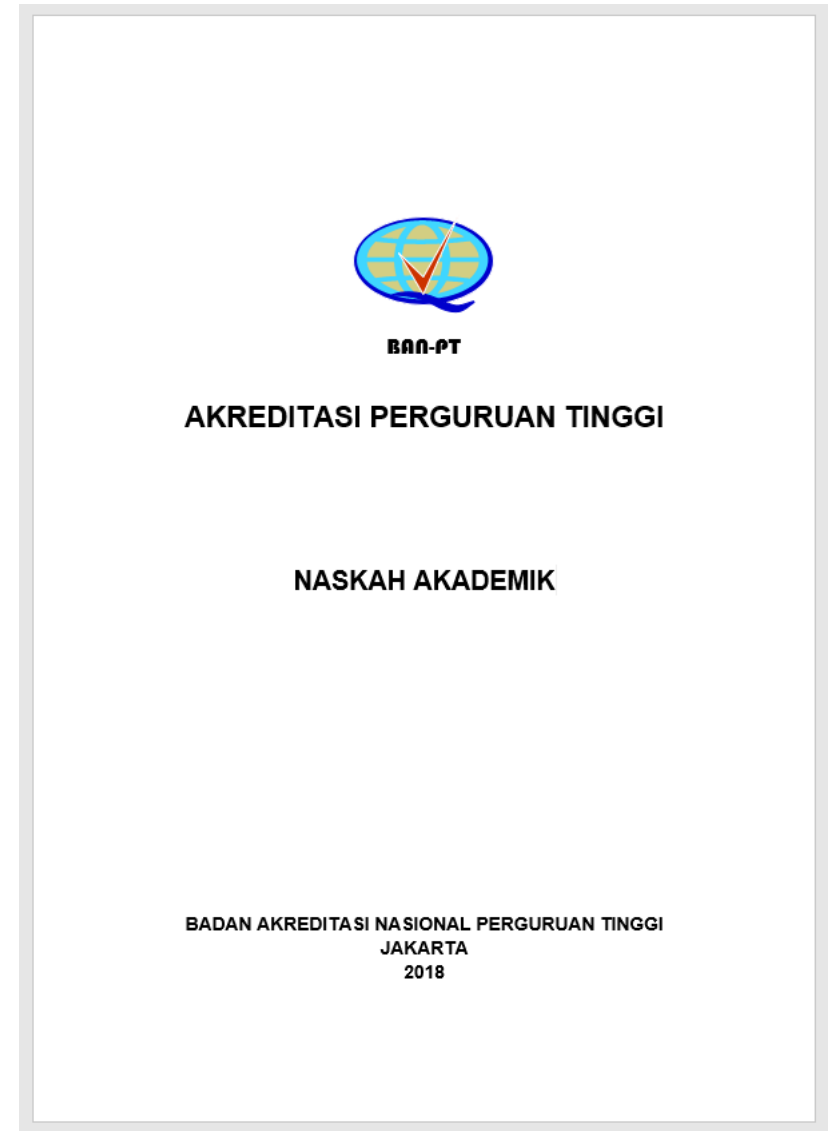 BAN-PT
AKREDITASI PERGURUAN TINGGI
NASKAH AKADEMIK
BADAN AKREDITASI NASIONAL PERGURUAN TINGGI
JAKARTA
2018